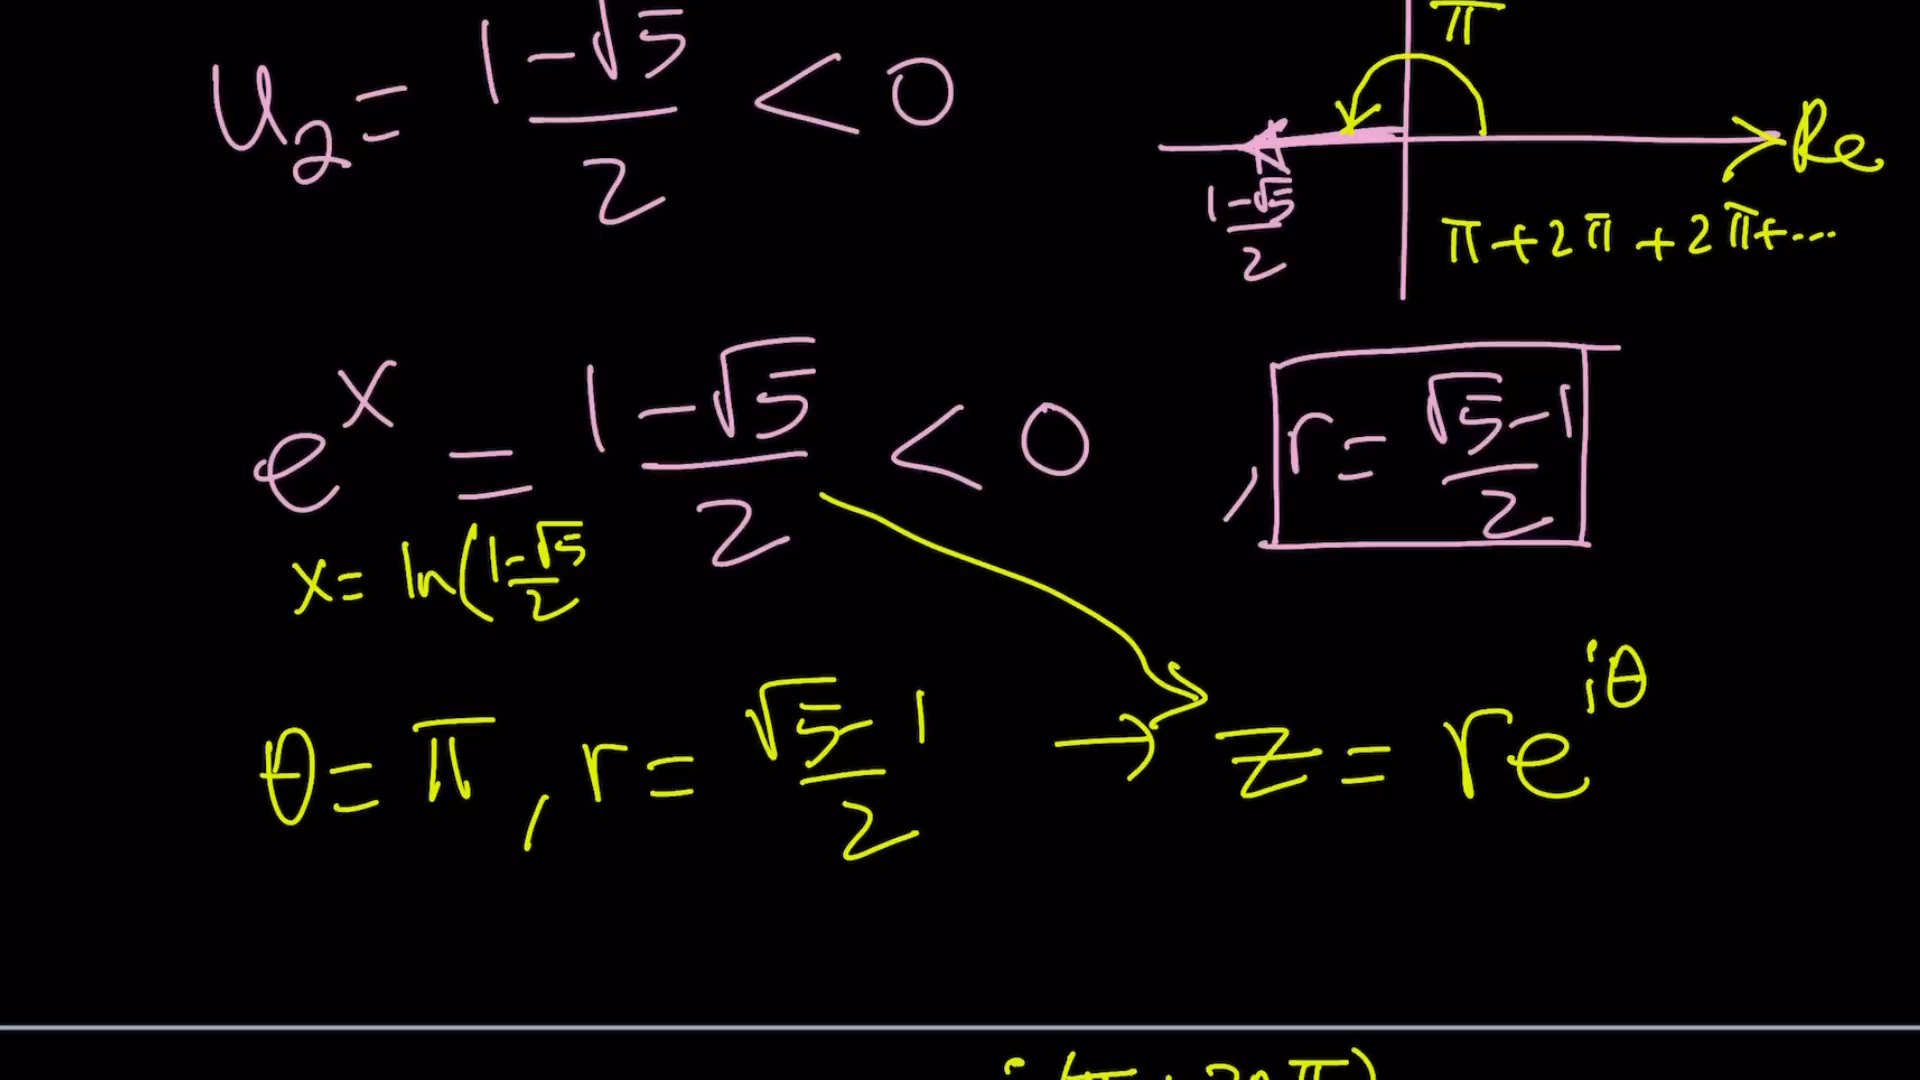 u₂ = (1-√5)/2 < 0
π
Re
(1-√5)/2
π+2π+2π+...
e^x = (1-√5)/2 < 0 , r = (√5-1)/2
x = ln((1-√5)/2
θ = π , r = (√5-1)/2 → z = re^(iθ)
i(π+2nπ)